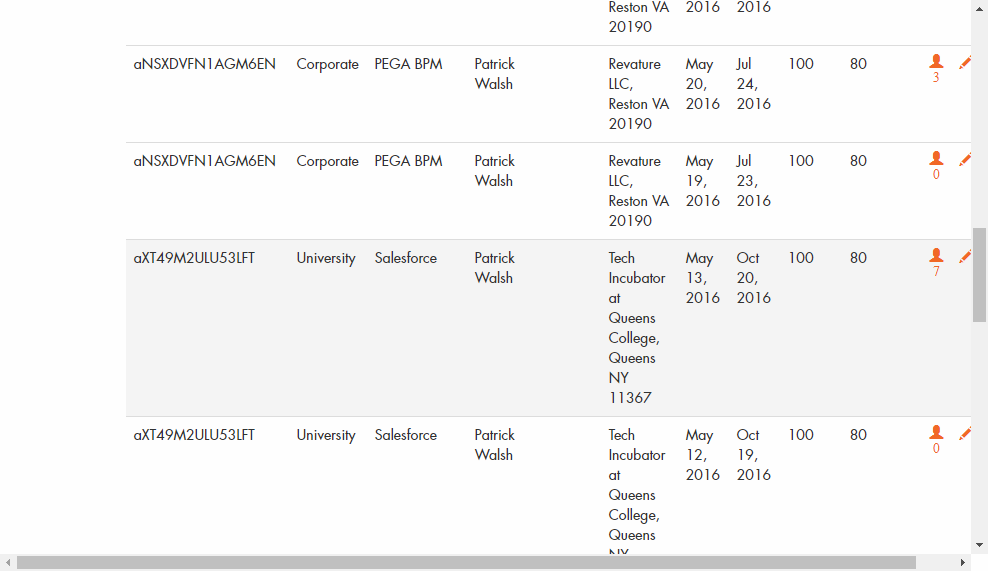 Reston VA 2016 2016
20190
aNSXDVFN1AGM6EN Corporate PEGA BPM Patrick Revature May Jul 100 80
Walsh LLC, 20, 24, 3
Reston VA 2016 2016
20190
aNSXDVFN1AGM6EN Corporate PEGA BPM Patrick Revature May Jul 100 80
Walsh LLC, 19, 23, 0
Reston VA 2016 2016
20190
aXT49M2ULU53LFT University Salesforce Patrick Tech May Oct 100 80
Walsh Incubator 13, 20, 7
at 2016 2016
Queens
College,
Queens
NY
11367
aXT49M2ULU53LFT University Salesforce Patrick Tech May Oct 100 80
Walsh Incubator 12, 19, 0
at 2016 2016
Queens
College,
Queens
NY